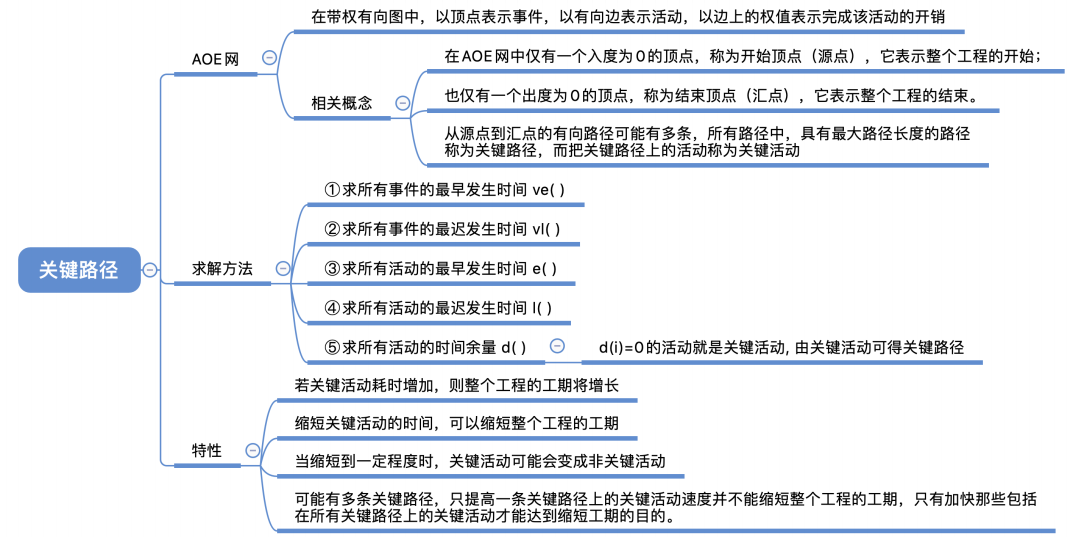 关键路径
AOE网
在带权有向图中，以顶点表示事件，以有向边表示活动，以边上的权值表示完成该活动的开销
相关概念
在AOE网中仅有一个入度为0的顶点，称为开始顶点（源点），它表示整个工程的开始；
也仅有一个出度为0的顶点，称为结束顶点（汇点），它表示整个工程的结束。
从源点到汇点的有向路径可能有多条，所有路径中，具有最大路径长度的路径
称为关键路径，而把关键路径上的活动称为关键活动
求解方法
①求所有事件的最早发生时间 ve( )
②求所有事件的最迟发生时间 vl( )
③求所有活动的最早发生时间 e( )
④求所有活动的最迟发生时间 l( )
⑤求所有活动的时间余量 d( )
d(i)=0的活动就是关键活动, 由关键活动可得关键路径
特性
若关键活动耗时增加，则整个工程的工期将增长
缩短关键活动的时间，可以缩短整个工程的工期
当缩短到一定程度时，关键活动可能会变成非关键活动
可能有多条关键路径，只提高一条关键路径上的关键活动速度并不能缩短整个工程的工期，只有加快那些包括
在所有关键路径上的关键活动才能达到缩短工期的目的。